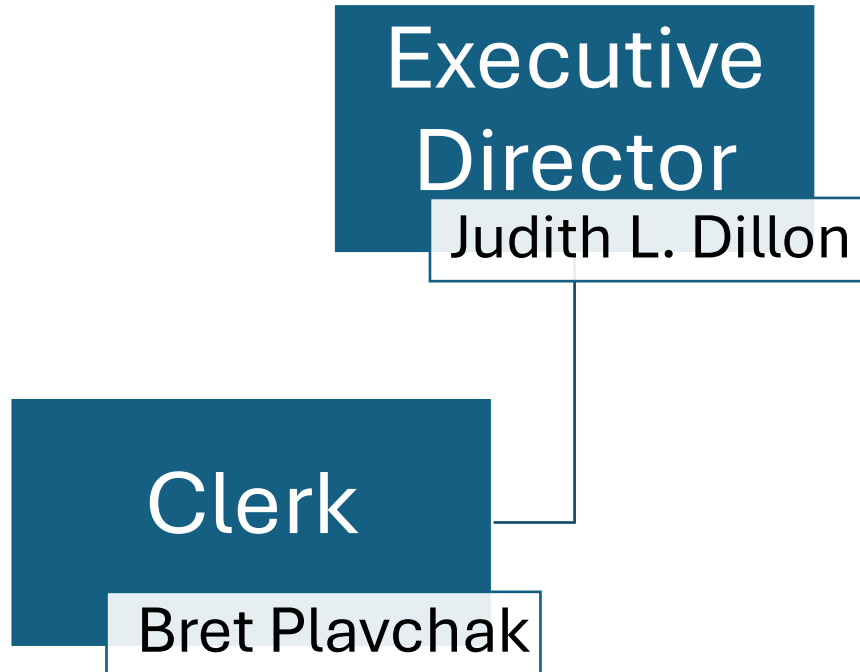 Executive
Director
Judith L. Dillon
Clerk
Bret Plavchak